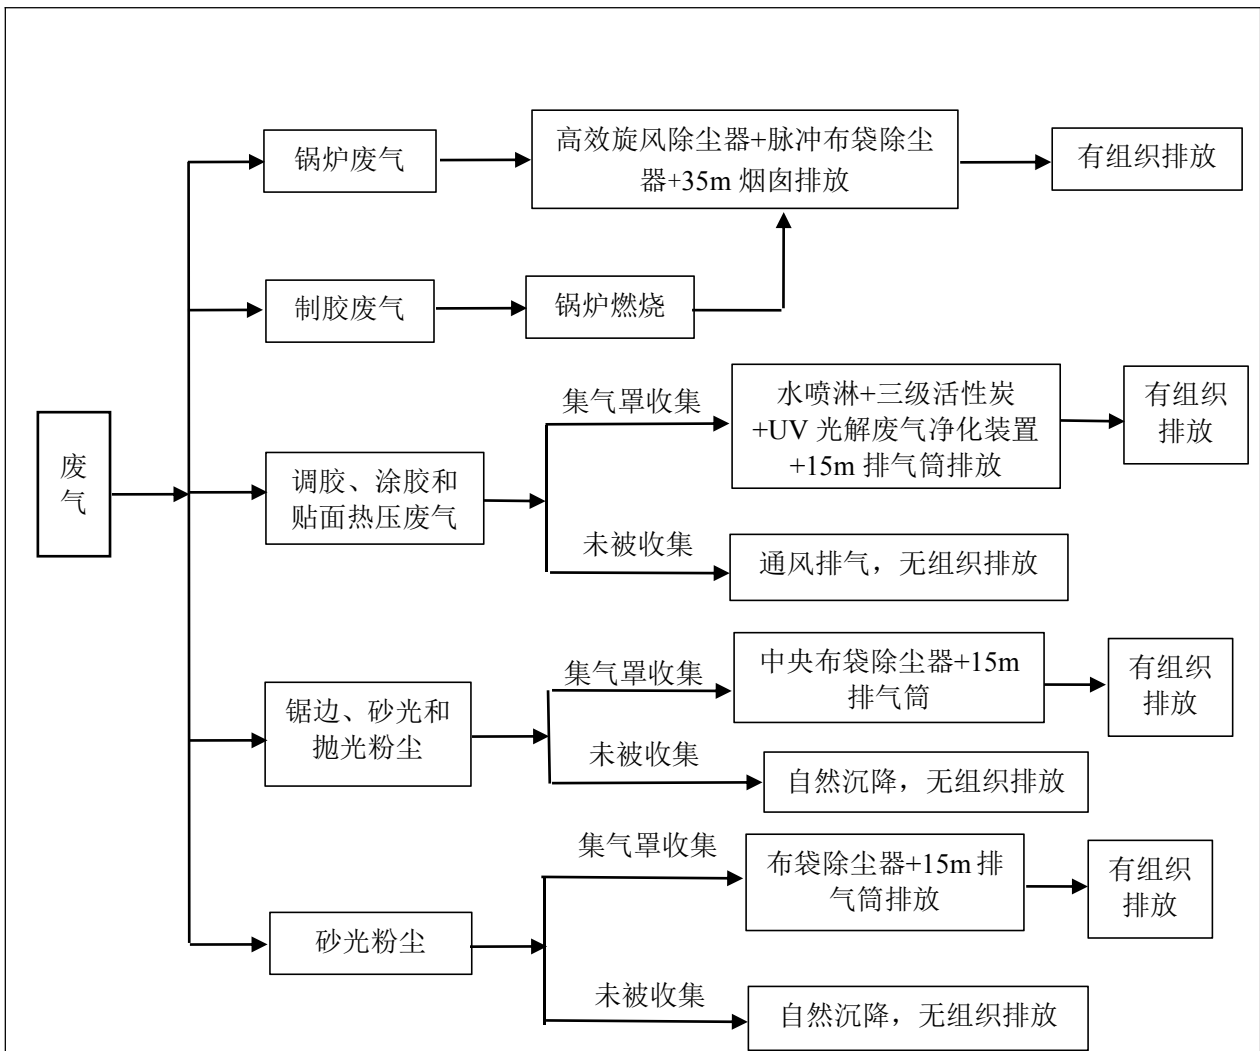 锅炉废气
高效旋风除尘器+脉冲布袋除尘
器+35m 烟囱排放
有组织排放
制胶废气
锅炉燃烧
废
气
调胶、涂胶和
贴面热压废气
集气罩收集
水喷淋+三级活性炭
+UV 光解废气净化装置
+15m 排气筒排放
有组织
排放
未被收集
通风排气，无组织排放
锯边、砂光和
抛光粉尘
集气罩收集
中央布袋除尘器+15m
排气筒
有组织
排放
未被收集
自然沉降，无组织排放
砂光粉尘
集气罩收集
布袋除尘器+15m 排
气筒排放
有组织
排放
未被收集
自然沉降，无组织排放